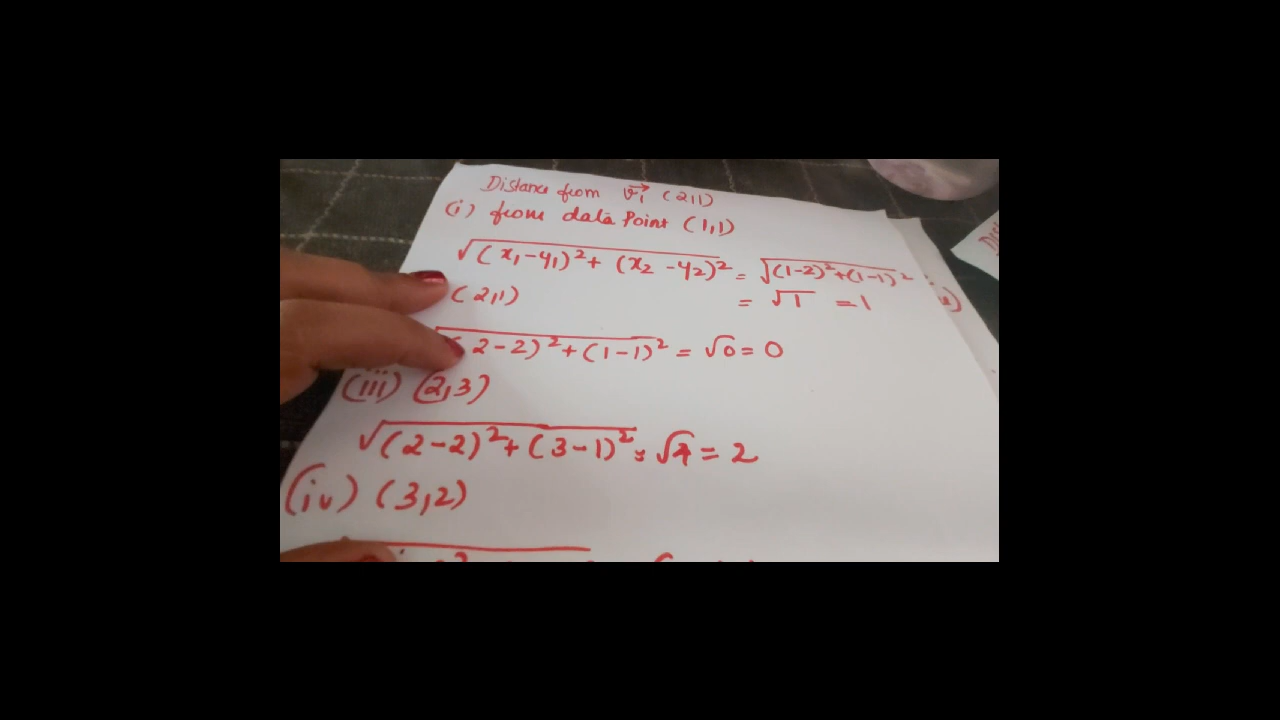 Distance from v₁→ (2,1)
(i) from data Point (1,1)
√(x₁-y₁)²+ (x₂-y₂)² = √(1-2)²+(1-1)²
= √1 = 1
(2,1)
2-2)²+(1-1)² = √0 = 0
(iii) (2,3)
√(2-2)²+(3-1)² = √4 = 2
(iv) (3,2)